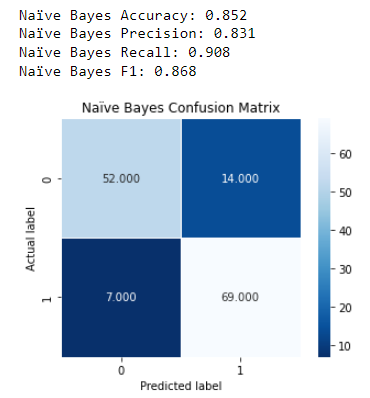 Naïve Bayes Accuracy: 0.852
Naïve Bayes Precision: 0.831
Naïve Bayes Recall: 0.908
Naïve Bayes F1: 0.868
Naïve Bayes Confusion Matrix
0
52.000
14.000
1
7.000
69.000
Actual label
0
1
Predicted label
60
50
40
30
20
10